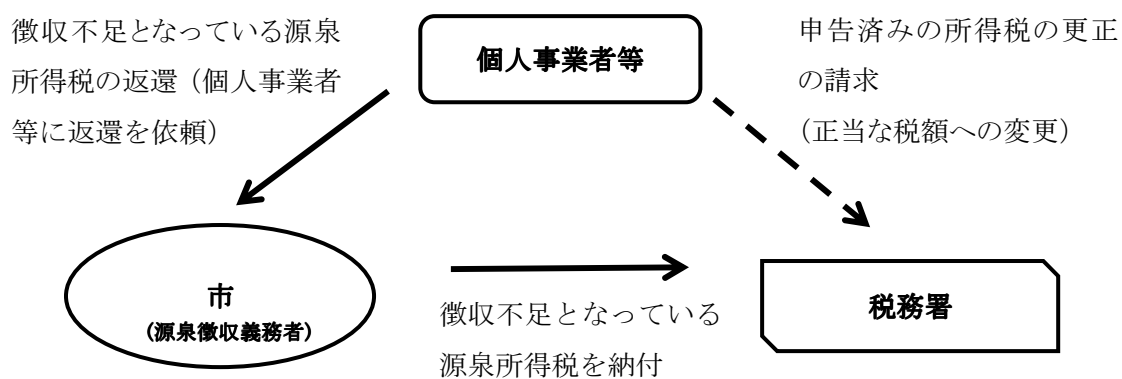 徴収不足となっている源泉
所得税の返還（個人事業者
等に返還を依頼）
個人事業者等
申告済みの所得税の更正
の請求
（正当な税額への変更）
市
(源泉徴収義務者)
徴収不足となっている
源泉所得税を納付
税務署